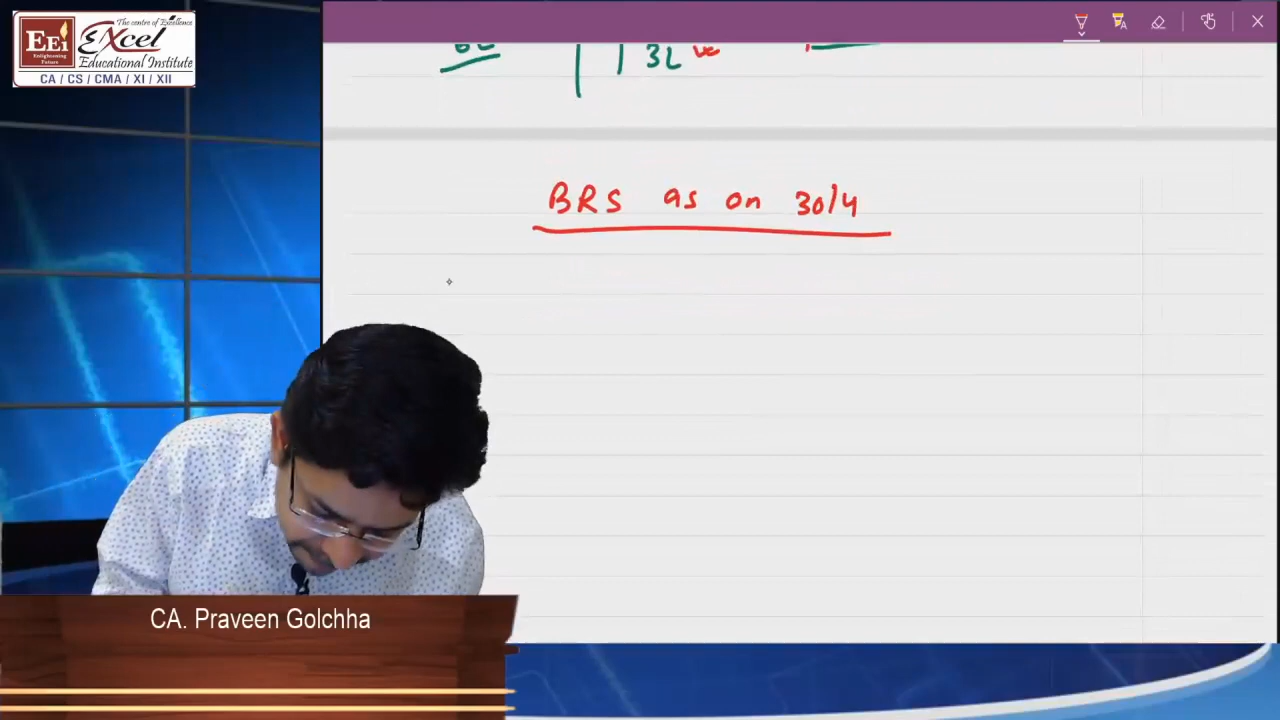 The centre of Excellence
EEi
Excel
Enlightening
Future
Educational Institute
CA / CS / CMA / XI / XII
3L
BRS as on 30/4
CA. Praveen Golchha